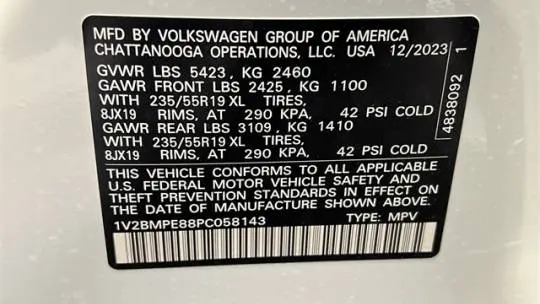 MFD BY VOLKSWAGEN GROUP OF AMERICA
CHATTANOOGA OPERATIONS, LLC. USA 12/2023
GVWR LBS 5423 , KG 2460
GAWR FRONT LBS 2425 , KG 1100
WITH 235/55R19 XL TIRES,
8JX19 RIMS, AT 290 KPA, 42 PSI COLD
GAWR REAR LBS 3109 , KG 1410
WITH 235/55R19 XL TIRES,
8JX19 RIMS, AT 290 KPA, 42 PSI COLD
THIS VEHICLE CONFORMS TO ALL APPLICABLE
U.S. FEDERAL MOTOR VEHICLE SAFETY AND
THEFT PREVENTION STANDARDS IN EFFECT ON
DATE OF MANUFACTURE SHOWN ABOVE.
1V2BMPE88PC058143 TYPE: MPV
4838092 1